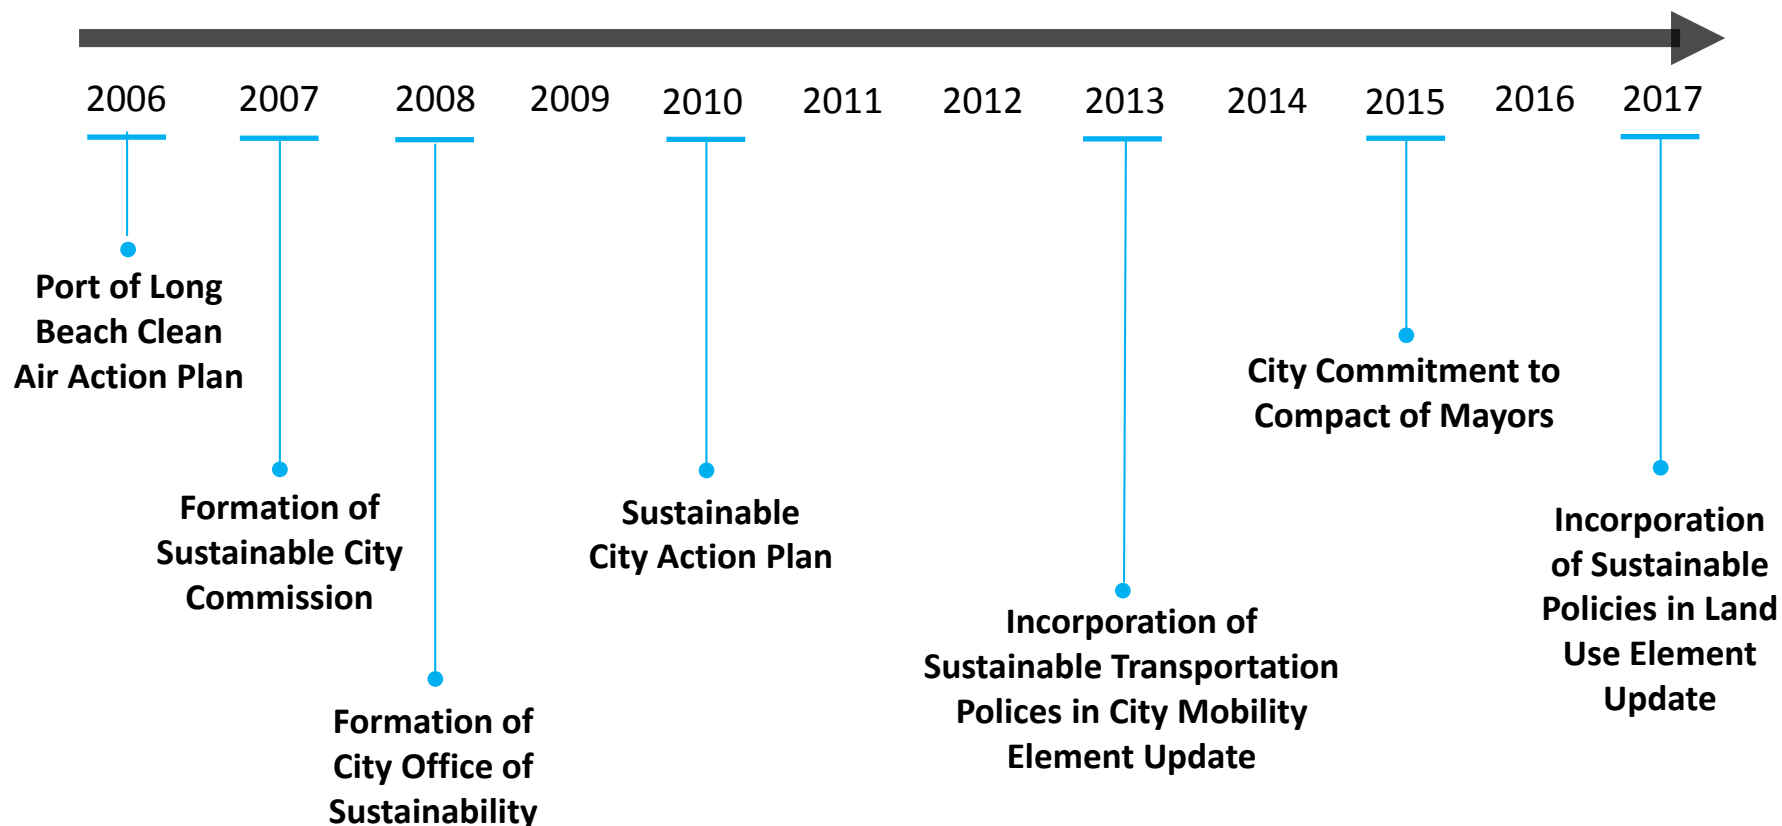 2006 2007 2008 2009 2010 2011 2012 2013 2014 2015 2016 2017
Port of Long
Beach Clean
Air Action Plan
Formation of
Sustainable City
Commission
Formation of
City Office of
Sustainability
Sustainable
City Action Plan
Incorporation of
Sustainable Transportation
Polices in City Mobility
Element Update
City Commitment to
Compact of Mayors
Incorporation
of Sustainable
Policies in Land
Use Element
Update